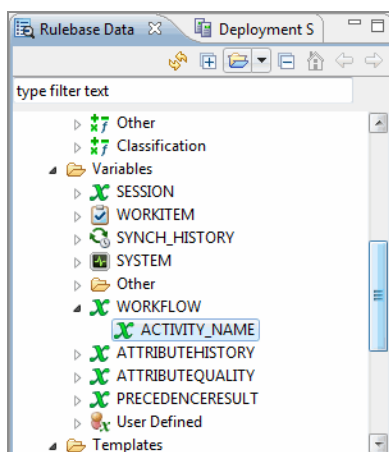 Rulebase Data Deployment S
type filter text
Other
Classification
Variables
SESSION
WORKITEM
SYNCH_HISTORY
SYSTEM
Other
WORKFLOW
ACTIVITY_NAME
ATTRIBUTEHISTORY
ATTRIBUTEQUALITY
PRECEDENCERESULT
User Defined
Templates